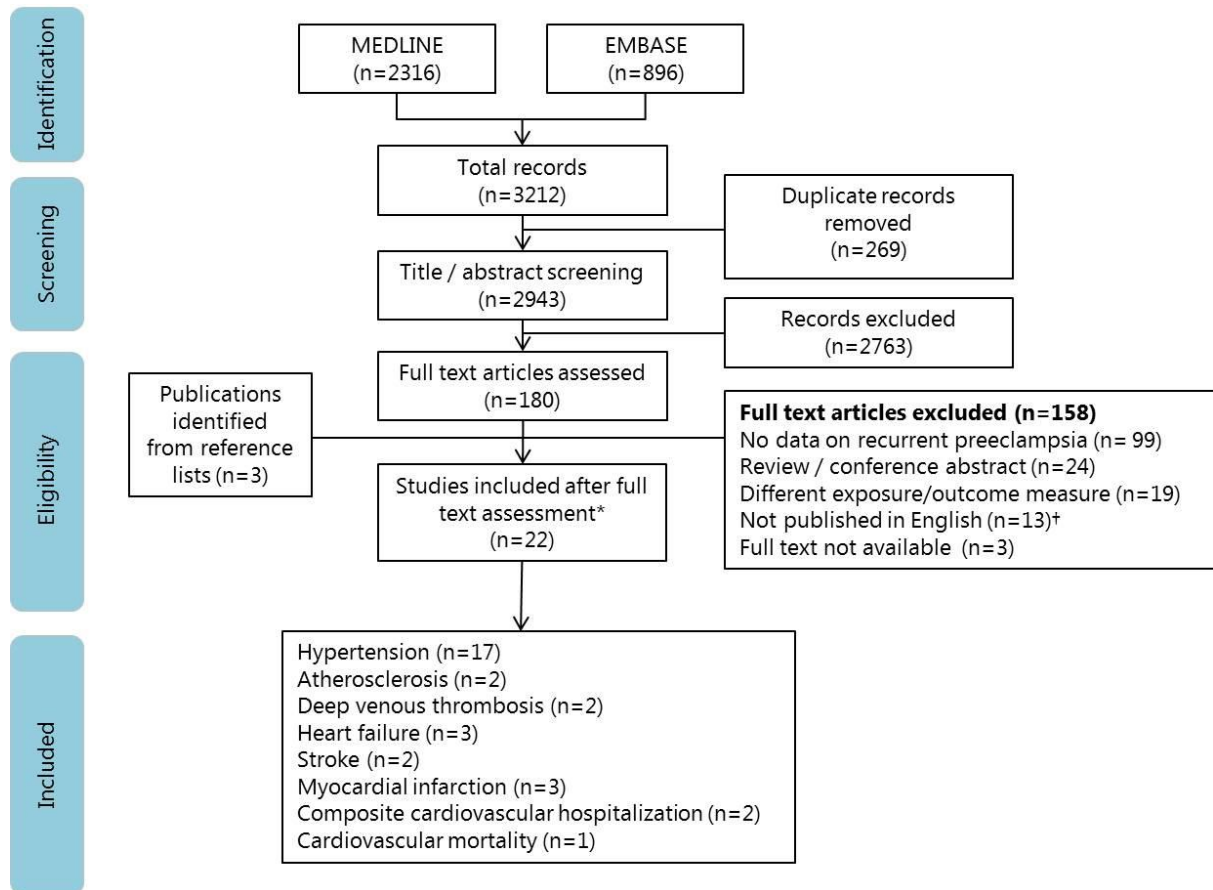 Identification
MEDLINE
(n=2316)
EMBASE
(n=896)
Total records
(n=3212)
Screening
Duplicate records
removed
(n=269)
Title / abstract screening
(n=2943)
Records excluded
(n=2763)
Eligibility
Full text articles assessed
(n=180)
Publications
identified
from reference
lists (n=3)
Full text articles excluded (n=158)
No data on recurrent preeclampsia (n= 99)
Review / conference abstract (n=24)
Different exposure/outcome measure (n=19)
Not published in English (n=13)†
Full text not available (n=3)
Studies included after full
text assessment*
(n=22)
Included
Hypertension (n=17)
Atherosclerosis (n=2)
Deep venous thrombosis (n=2)
Heart failure (n=3)
Stroke (n=2)
Myocardial infarction (n=3)
Composite cardiovascular hospitalization (n=2)
Cardiovascular mortality (n=1)